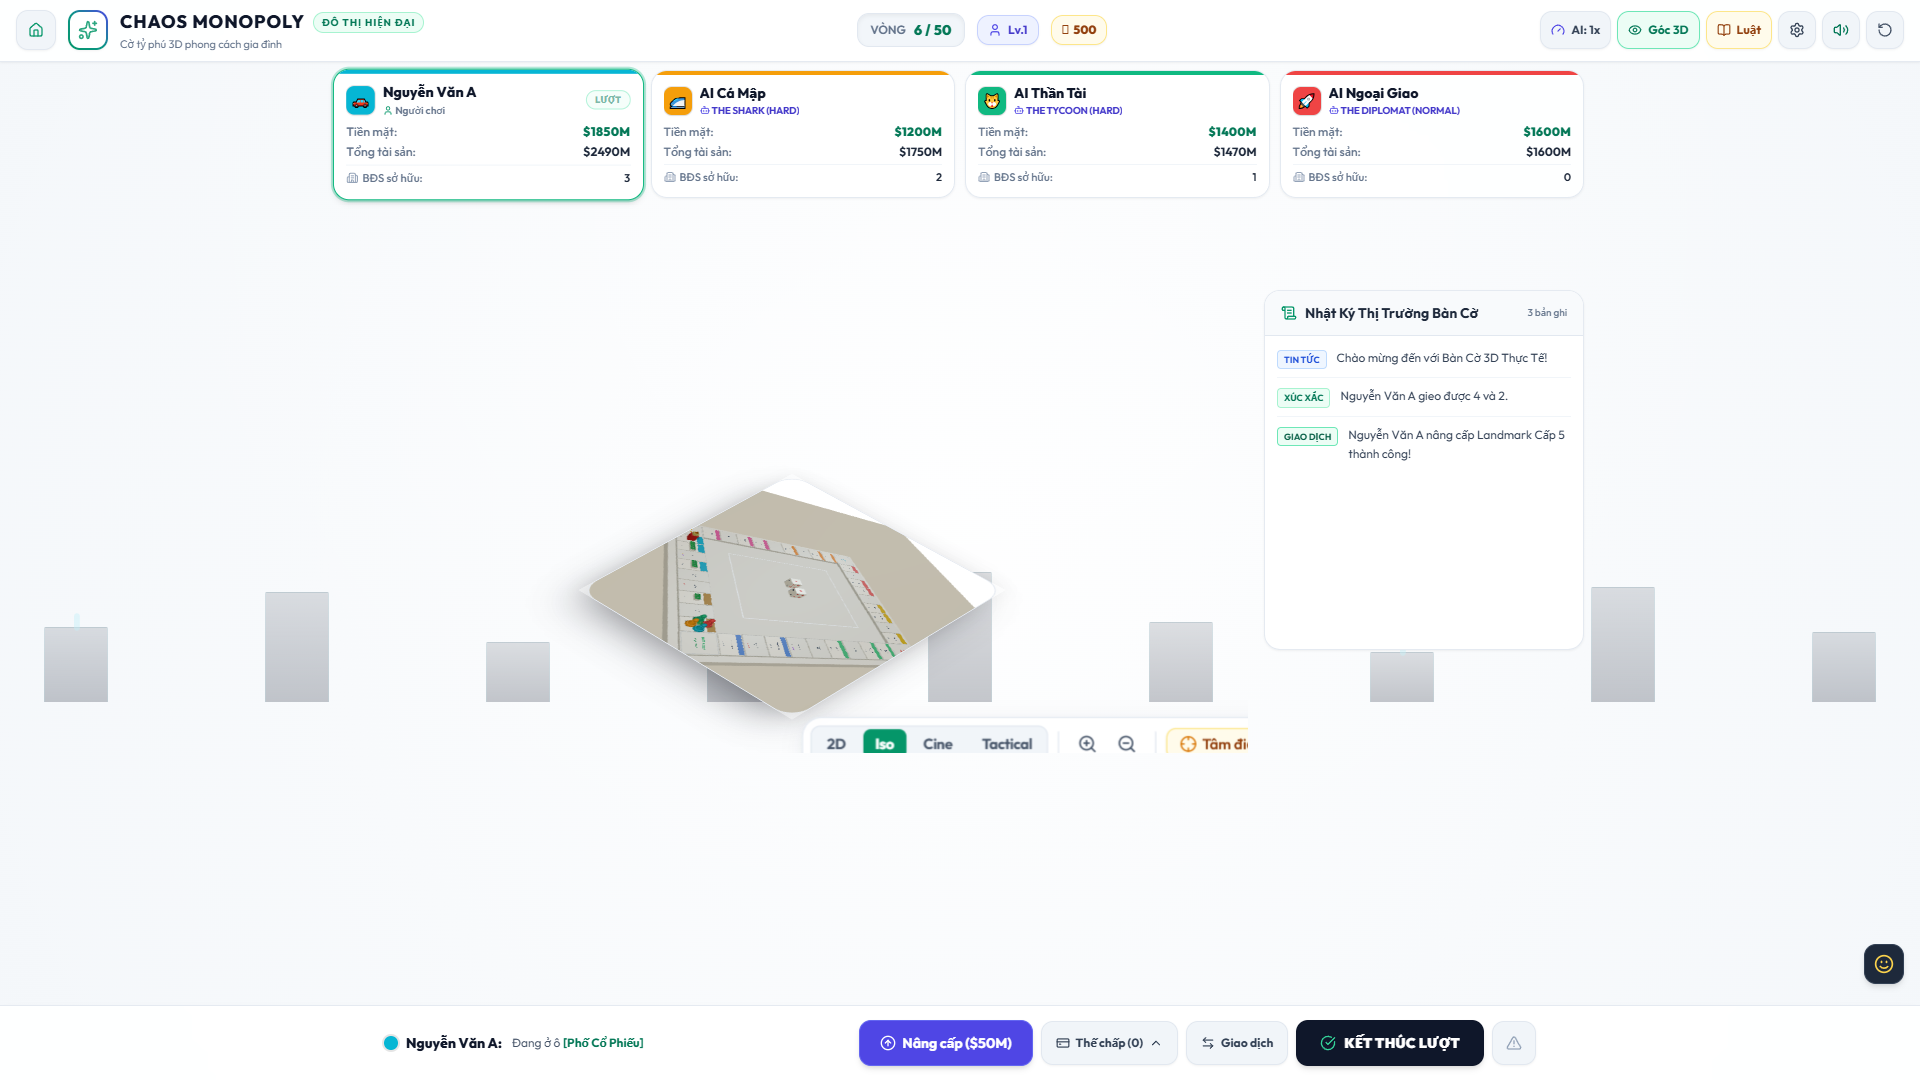 CHAOS MONOPOLY
ĐÔ THỊ HIỆN ĐẠI
Cờ tỷ phú 3D phong cách gia đình
VÒNG 6 / 50
Lv.1
500
AI: 1x
Góc 3D
Luật
Nguyễn Văn A
Người chơi
LƯỢT
Tiền mặt: $1850M
Tổng tài sản: $2490M
BĐS sở hữu: 3
AI Cá Mập
THE SHARK (HARD)
Tiền mặt: $1200M
Tổng tài sản: $1750M
BĐS sở hữu: 2
AI Thần Tài
THE TYCOON (HARD)
Tiền mặt: $1400M
Tổng tài sản: $1470M
BĐS sở hữu: 1
AI Ngoại Giao
THE DIPLOMAT (NORMAL)
Tiền mặt: $1600M
Tổng tài sản: $1600M
BĐS sở hữu: 0
Nhật Ký Thị Trường Bàn Cờ
3 bản ghi
TIN TỨC Chào mừng đến với Bàn Cờ 3D Thực Tế!
XÚC XẮC Nguyễn Văn A gieo được 4 và 2.
GIAO DỊCH Nguyễn Văn A nâng cấp Landmark Cấp 5
thành công!
2D Iso Cine Tactical Tâm
Nguyễn Văn A: Đang ở ô [Phố Cổ Phiếu]
Nâng cấp ($50M)
Thế chấp (0)
Giao dịch
KẾT THÚC LƯỢT